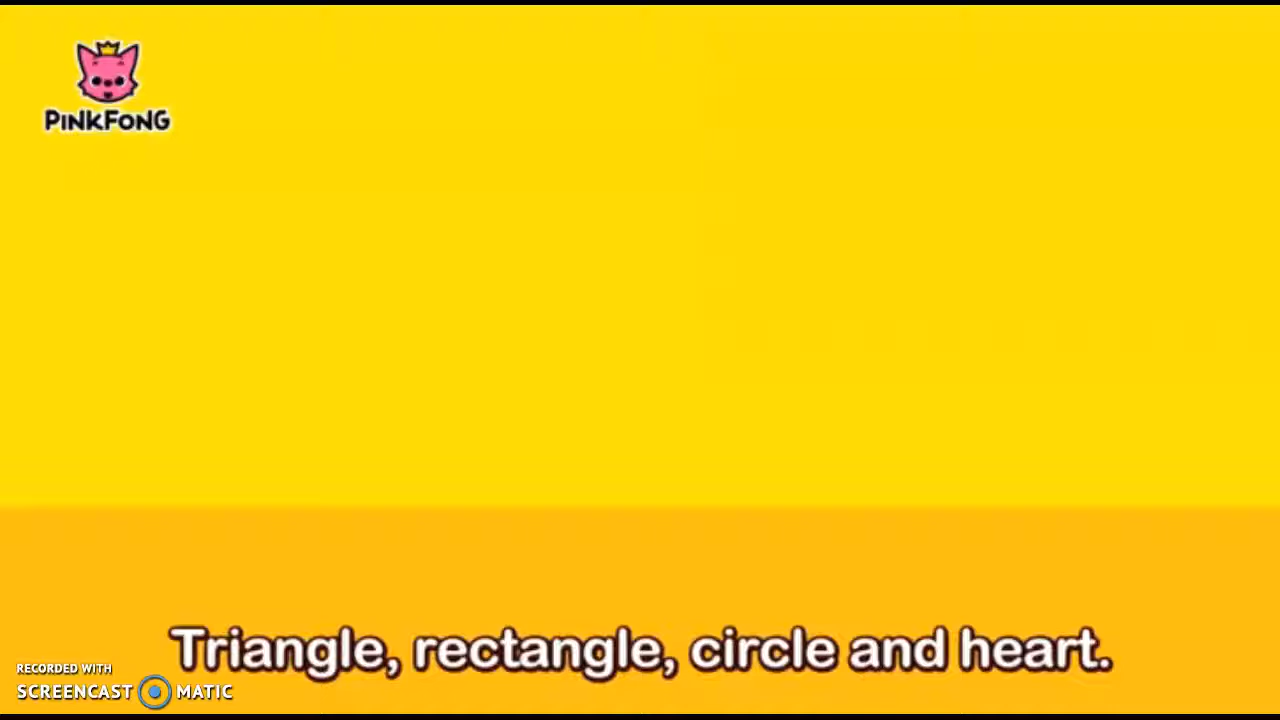 PINKFONG
Triangle, rectangle, circle and heart.
RECORDED WITH
SCREENCAST MATIC